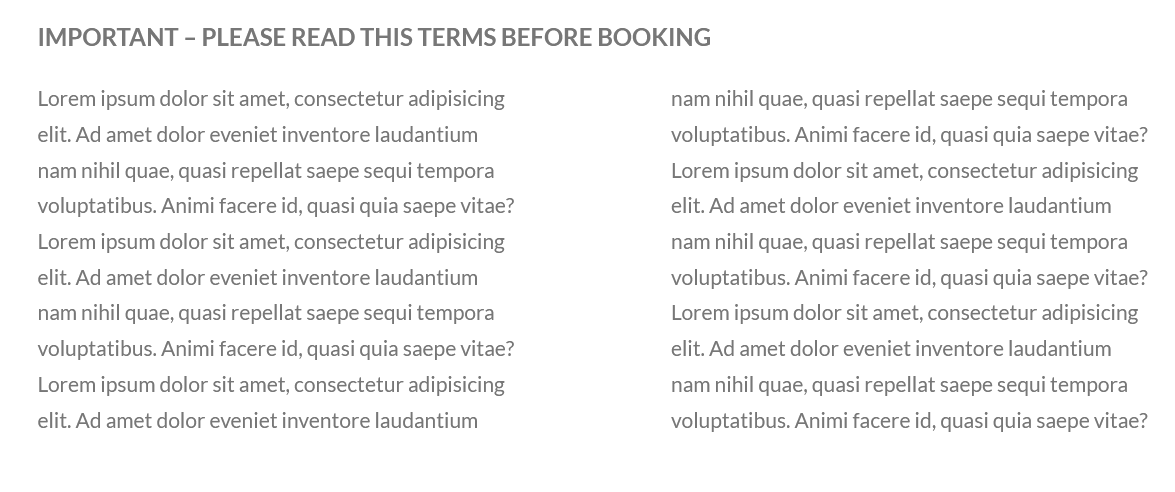 IMPORTANT – PLEASE READ THIS TERMS BEFORE BOOKING
Lorem ipsum dolor sit amet, consectetur adipisicing
elit. Ad amet dolor eveniet inventore laudantium
nam nihil quae, quasi repellat saepe sequi tempora
voluptatibus. Animi facere id, quasi quia saepe vitae?
Lorem ipsum dolor sit amet, consectetur adipisicing
elit. Ad amet dolor eveniet inventore laudantium
nam nihil quae, quasi repellat saepe sequi tempora
voluptatibus. Animi facere id, quasi quia saepe vitae?
Lorem ipsum dolor sit amet, consectetur adipisicing
elit. Ad amet dolor eveniet inventore laudantium
nam nihil quae, quasi repellat saepe sequi tempora
voluptatibus. Animi facere id, quasi quia saepe vitae?
Lorem ipsum dolor sit amet, consectetur adipisicing
elit. Ad amet dolor eveniet inventore laudantium
nam nihil quae, quasi repellat saepe sequi tempora
voluptatibus. Animi facere id, quasi quia saepe vitae?
Lorem ipsum dolor sit amet, consectetur adipisicing
elit. Ad amet dolor eveniet inventore laudantium
nam nihil quae, quasi repellat saepe sequi tempora
voluptatibus. Animi facere id, quasi quia saepe vitae?